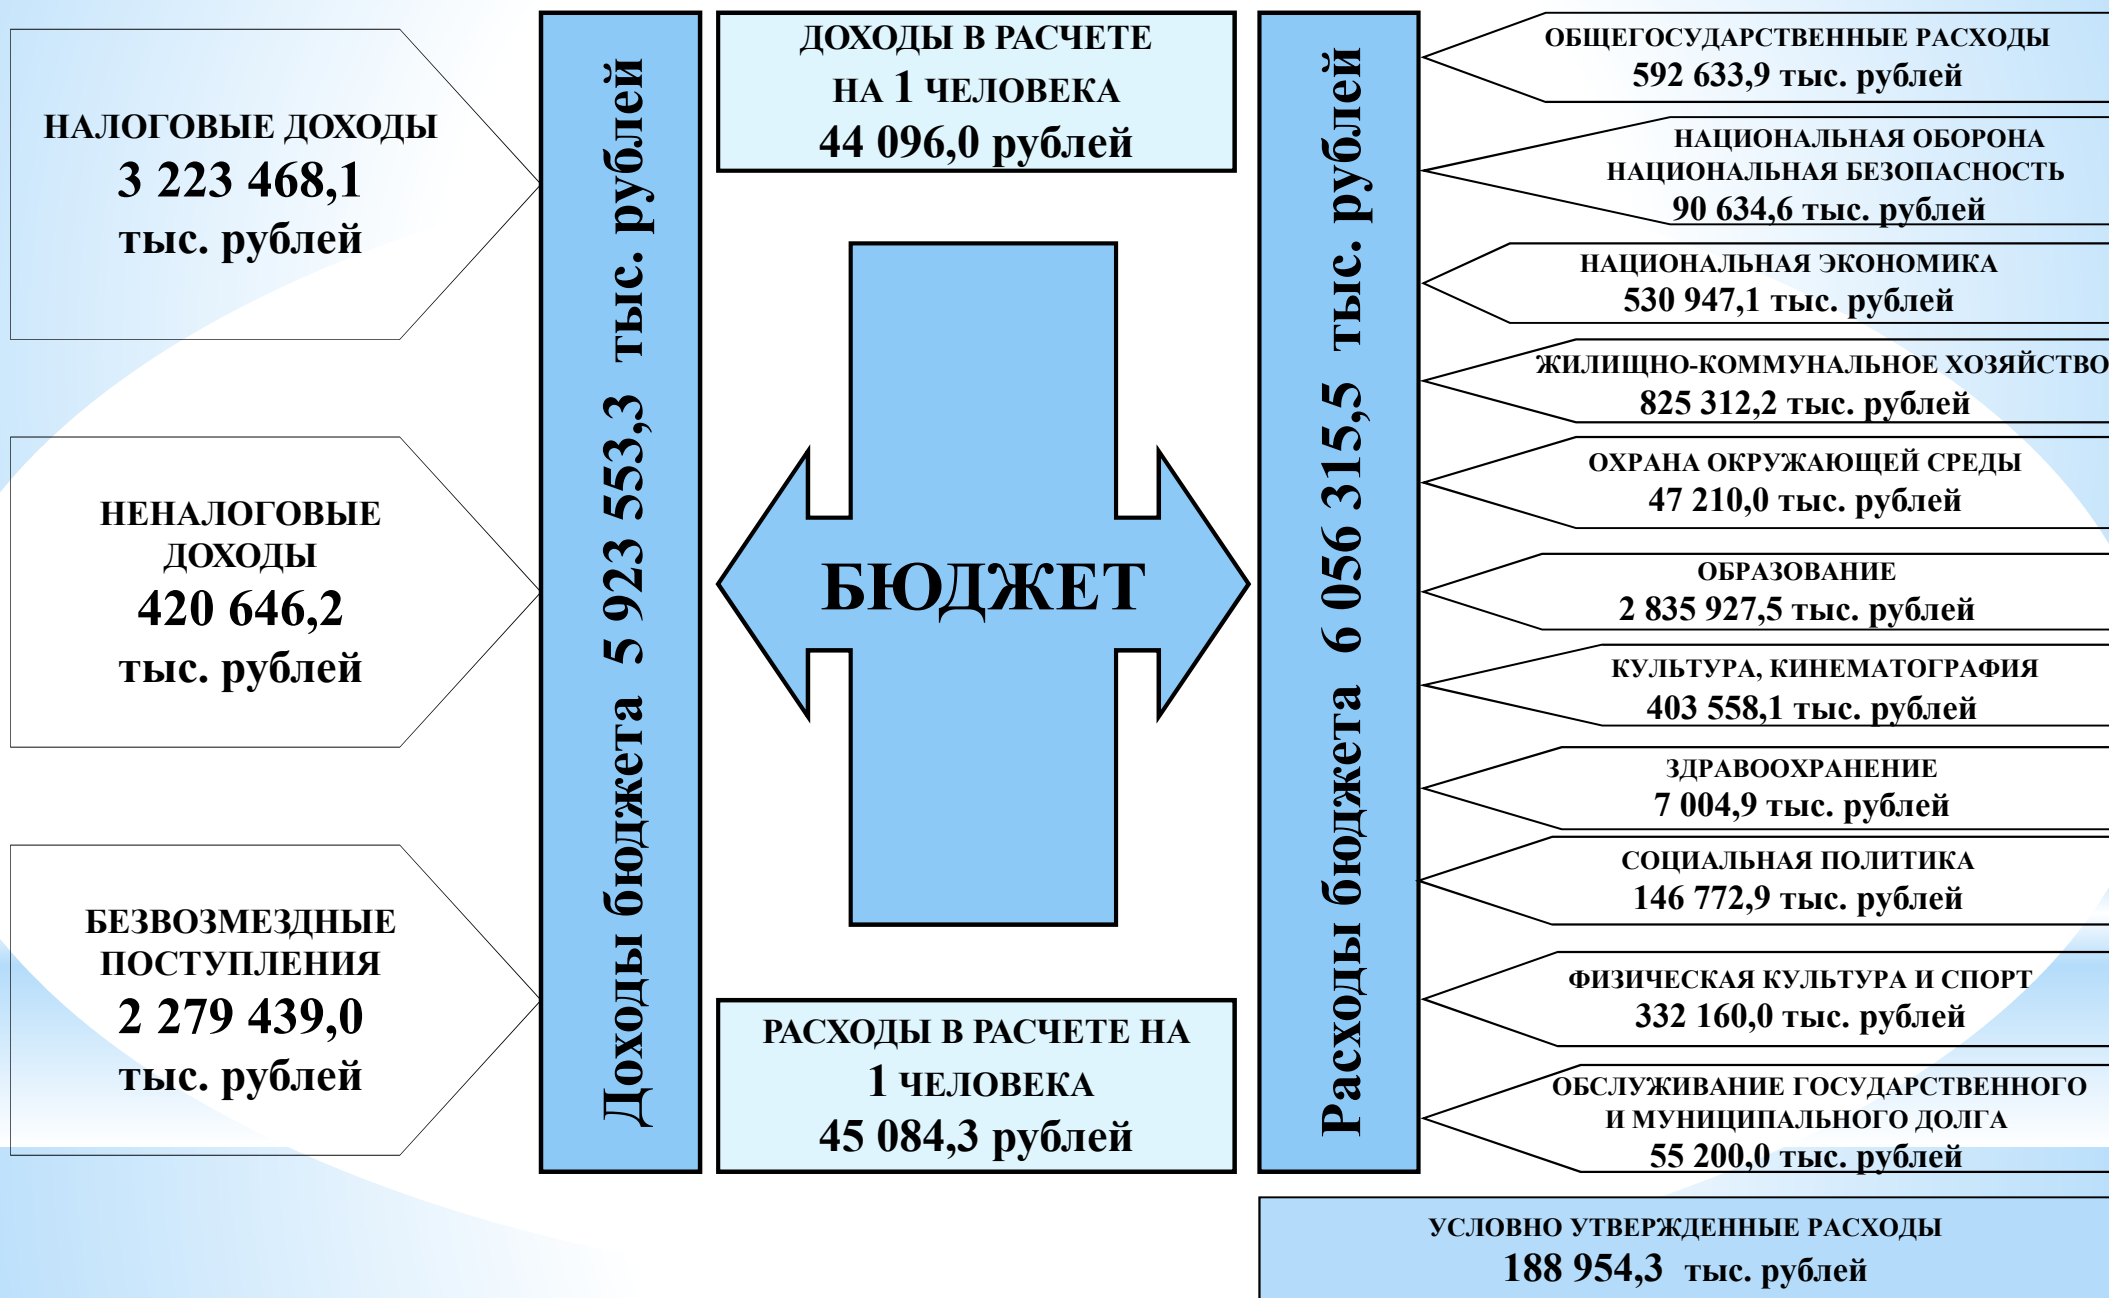 НАЛОГОВЫЕ ДОХОДЫ
3 223 468,1
тыс. рублей
НЕНАЛОГОВЫЕ
ДОХОДЫ
420 646,2
тыс. рублей
БЕЗВОЗМЕЗДНЫЕ
ПОСТУПЛЕНИЯ
2 279 439,0
тыс. рублей
Доходы бюджета 5 923 553,3 тыс. рублей
ДОХОДЫ В РАСЧЕТЕ
НА 1 ЧЕЛОВЕКА
44 096,0 рублей
БЮДЖЕТ
РАСХОДЫ В РАСЧЕТЕ НА
1 ЧЕЛОВЕКА
45 084,3 рублей
Расходы бюджета 6 056 315,5 тыс. рублей
ОБЩЕГОСУДАРСТВЕННЫЕ РАСХОДЫ
592 633,9 тыс. рублей
НАЦИОНАЛЬНАЯ ОБОРОНА
НАЦИОНАЛЬНАЯ БЕЗОПАСНОСТЬ
90 634,6 тыс. рублей
НАЦИОНАЛЬНАЯ ЭКОНОМИКА
530 947,1 тыс. рублей
ЖИЛИЩНО-КОММУНАЛЬНОЕ ХОЗЯЙСТВО
825 312,2 тыс. рублей
ОХРАНА ОКРУЖАЮЩЕЙ СРЕДЫ
47 210,0 тыс. рублей
ОБРАЗОВАНИЕ
2 835 927,5 тыс. рублей
КУЛЬТУРА, КИНЕМАТОГРАФИЯ
403 558,1 тыс. рублей
ЗДРАВООХРАНЕНИЕ
7 004,9 тыс. рублей
СОЦИАЛЬНАЯ ПОЛИТИКА
146 772,9 тыс. рублей
ФИЗИЧЕСКАЯ КУЛЬТУРА И СПОРТ
332 160,0 тыс. рублей
ОБСЛУЖИВАНИЕ ГОСУДАРСТВЕННОГО
И МУНИЦИПАЛЬНОГО ДОЛГА
55 200,0 тыс. рублей
УСЛОВНО УТВЕРЖДЕННЫЕ РАСХОДЫ
188 954,3 тыс. рублей